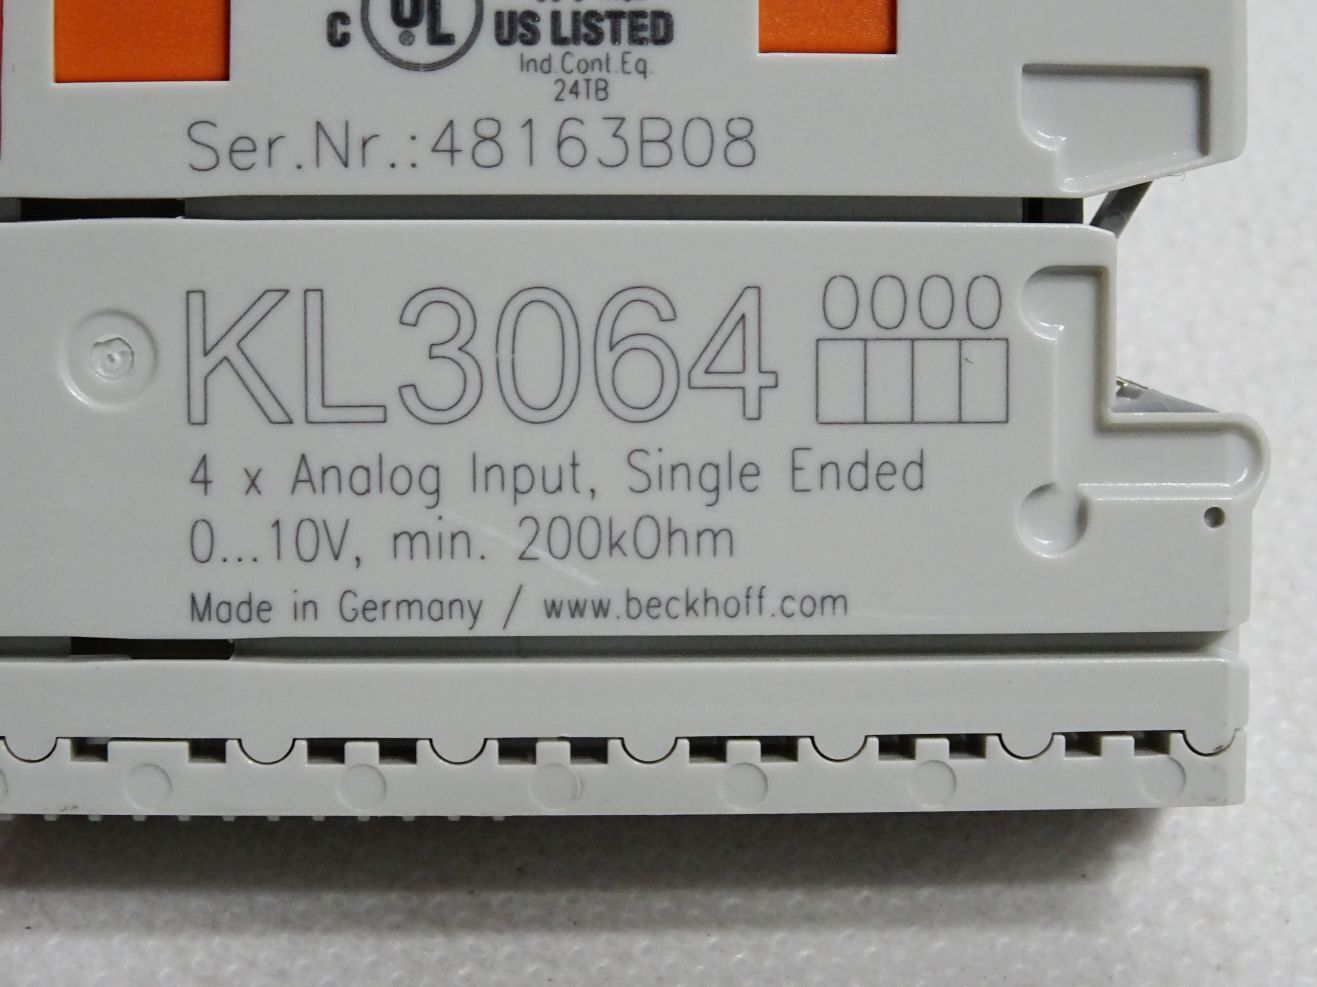 C UL ® US LISTED
Ind.Cont.Eq.
24TB
Ser.Nr.:48163B08
KL3064 0000
4 x Analog Input, Single Ended
0...10V, min. 200kOhm
Made in Germany / www.beckhoff.com